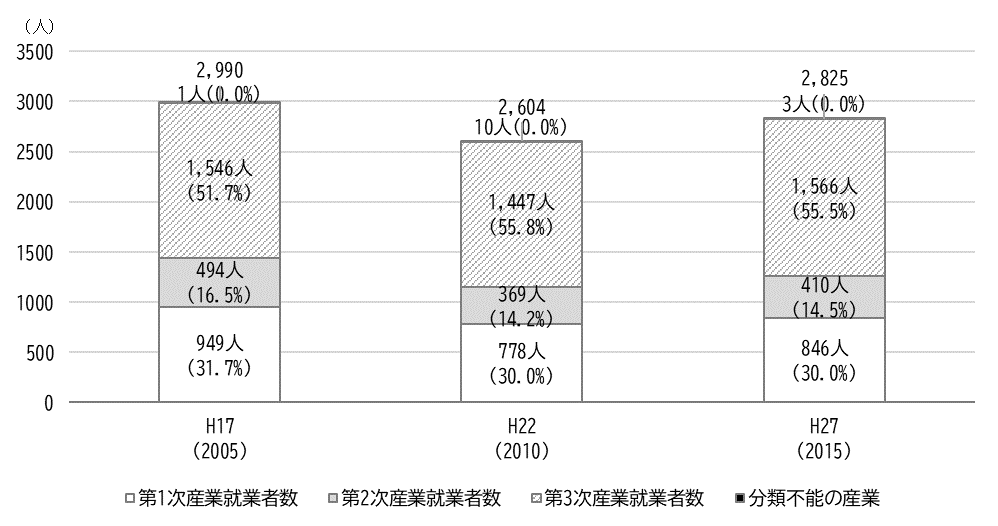 （人）
3500
3000
2500
2000
1500
1000
500
0
2,990
1人(0.0%)
1,546人
(51.7%)
494人
(16.5%)
949人
(31.7%)
2,604
10人(0.0%)
1,447人
(55.8%)
369人
(14.2%)
778人
(30.0%)
2,825
3人(0.0%)
1,566人
(55.5%)
410人
(14.5%)
846人
(30.0%)
H17
(2005)
H22
(2010)
H27
(2015)
第1次産業就業者数 第2次産業就業者数 第3次産業就業者数 分類不能の産業